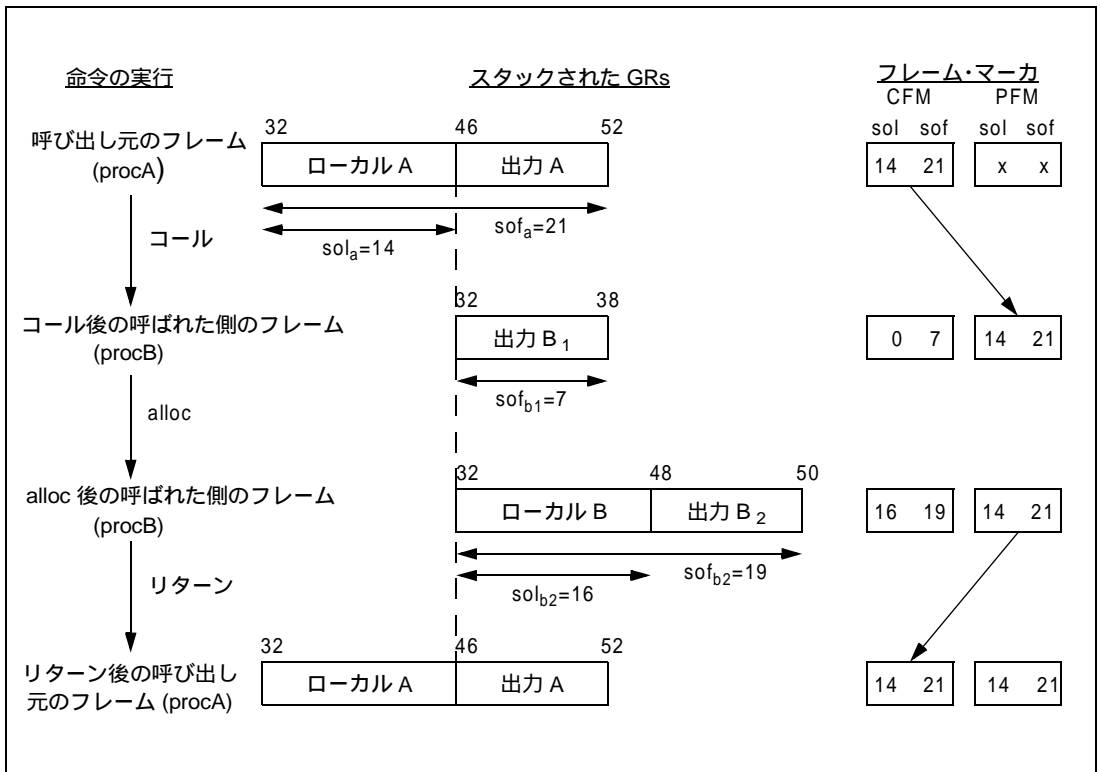 命令の実行 スタックされた GRs フレーム・マーカ
CFM PFM
sol sof sol sof
32 46 52
呼び出し元のフレーム
(procA)
ローカル A 出力 A 14 21 x x
sofa=21
sola=14
コール
32 38
コール後の呼ばれた側のフレーム
(procB)
出力 B 1 0 7 14 21
sofb1=7
alloc
32 48 50
alloc 後の呼ばれた側のフレーム
(procB)
ローカル B 出力 B 2 16 19 14 21
sofb2=19
solb2=16
リターン
32 46 52
リターン後の呼び出し
元のフレーム (procA)
ローカル A 出力 A 14 21 14 21